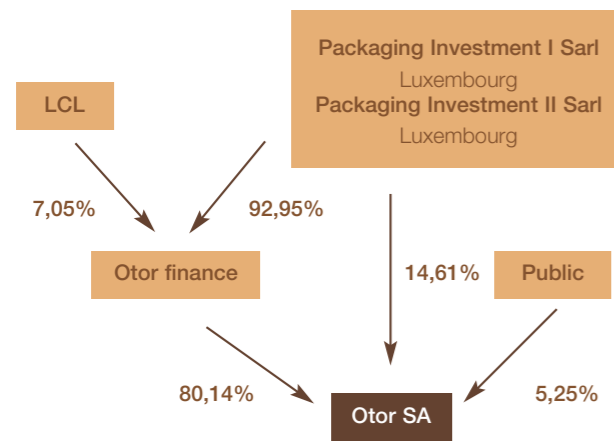 Packaging Investment I Sarl
Luxembourg
Packaging Investment II Sarl
Luxembourg
LCL
7,05%
92,95%
Otor finance
14,61%
Public
80,14%
Otor SA
5,25%